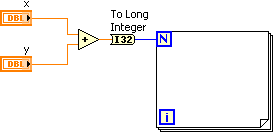 x
DBL
To Long
Integer
I32
N
y
DBL
i